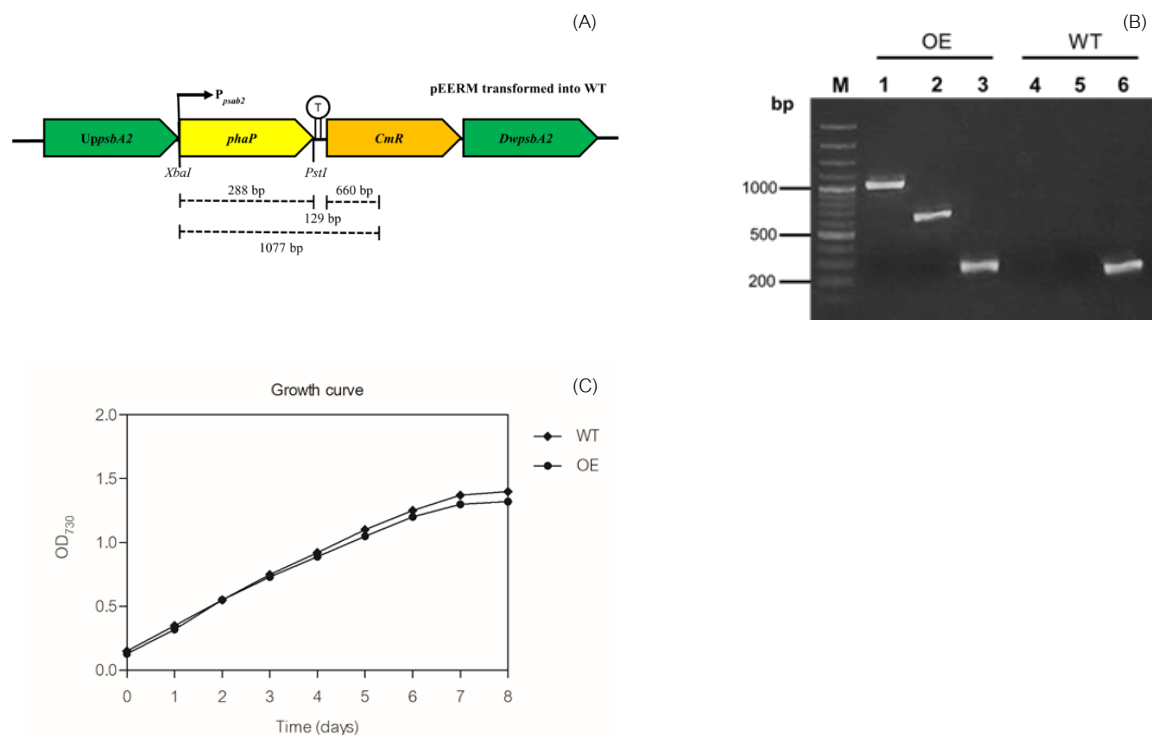 (A)
P psab2
pEERM transformed into WT
T
UppsbA2
phaP
CmR
DwpsbA2
XbaI
PstI
288 bp
660 bp
129 bp
1077 bp
(B)
OE WT
M 1 2 3 4 5 6
bp
1000
500
200
(C)
Growth curve
2.0
1.5
1.0
0.5
0.0
OD730
0 1 2 3 4 5 6 7 8
Time (days)
WT
OE